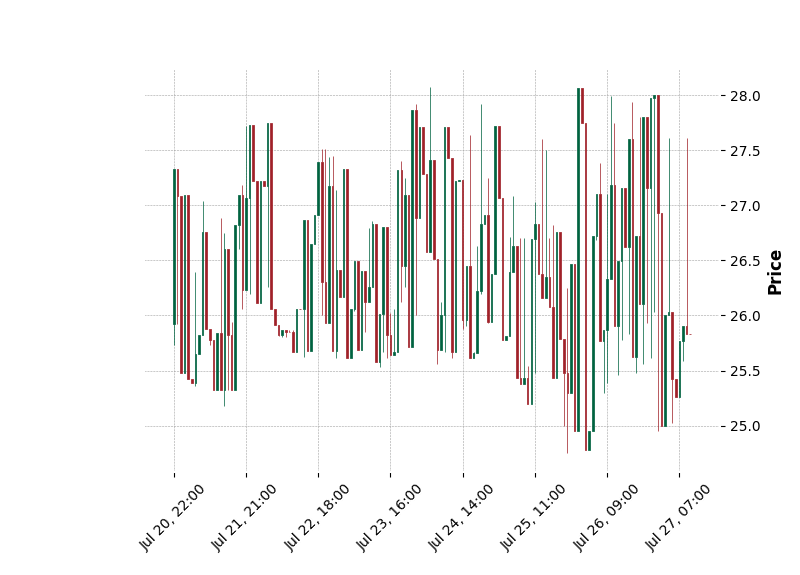 28.0
27.5
27.0
26.5
26.0
25.5
25.0
Price
Jul 20, 22:00
Jul 21, 21:00
Jul 22, 18:00
Jul 23, 16:00
Jul 24, 14:00
Jul 25, 11:00
Jul 26, 09:00
Jul 27, 07:00